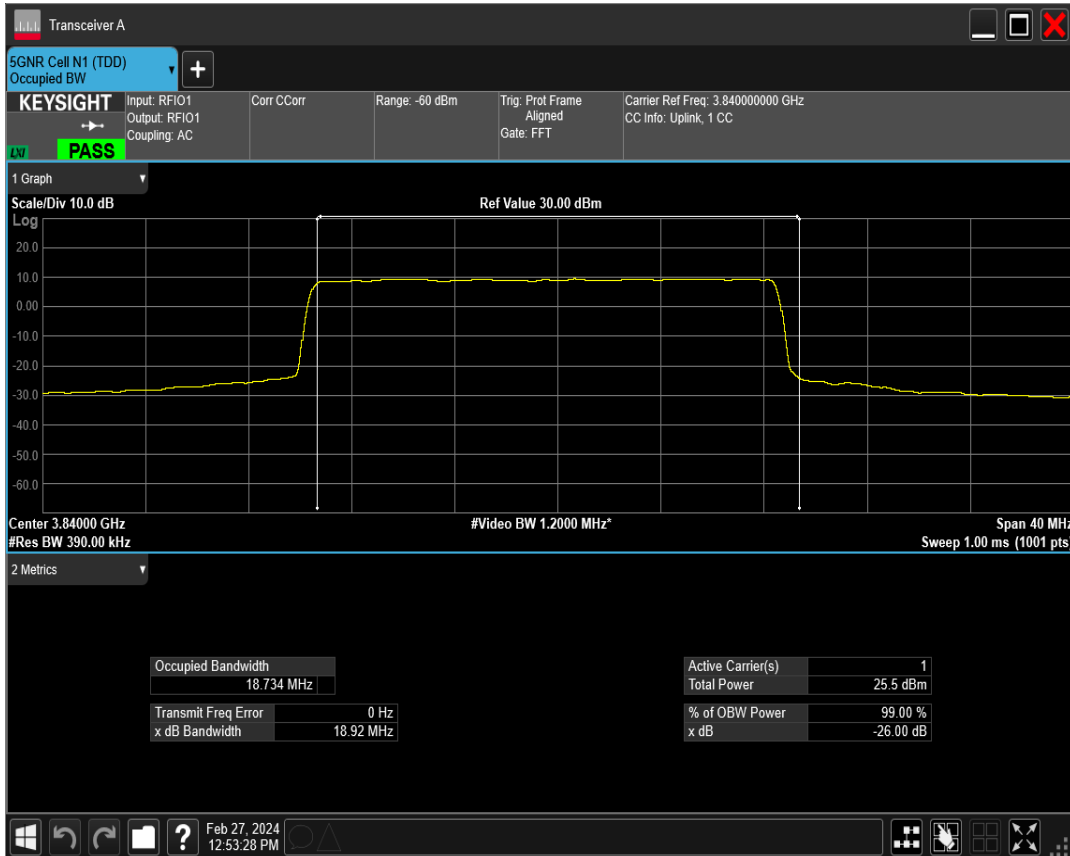 Transceiver A
5GNR Cell N1 (TDD)
Occupied BW
+
KEYSIGHT
LXI
PASS
Input: RFIO1
Output: RFIO1
Coupling: AC
Corr CCorr
Range: -60 dBm
Trig: Prot Frame
Aligned
Gate: FFT
Carrier Ref Freq: 3.840000000 GHz
CC Info: Uplink, 1 CC
1 Graph
Scale/Div 10.0 dB
Ref Value 30.00 dBm
Log
20.0
10.0
0.00
-10.0
-20.0
-30.0
-40.0
-50.0
-60.0
Center 3.84000 GHz
#Video BW 1.2000 MHz*
Span 40 MHz
#Res BW 390.00 kHz
Sweep 1.00 ms (1001 pts)
2 Metrics
Occupied Bandwidth
18.734 MHz
Transmit Freq Error 0 Hz
x dB Bandwidth 18.92 MHz
Active Carrier(s) 1
Total Power 25.5 dBm
% of OBW Power 99.00 %
x dB -26.00 dB
?
Feb 27, 2024
12:53:28 PM